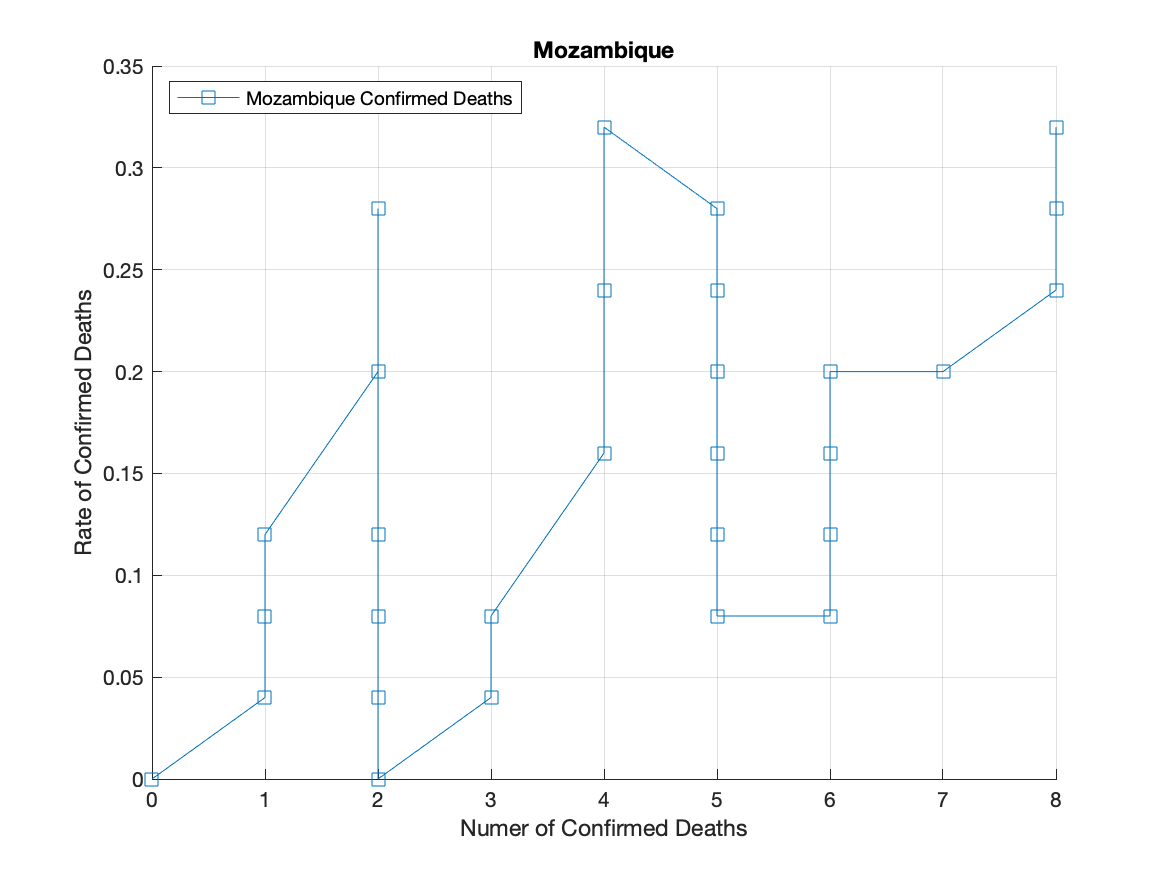 Mozambique
0.35
Mozambique Confirmed Deaths
0.3
0.25
0.2
0.15
0.1
0.05
0
Rate of Confirmed Deaths
0 1 2 3 4 5 6 7 8
Numer of Confirmed Deaths